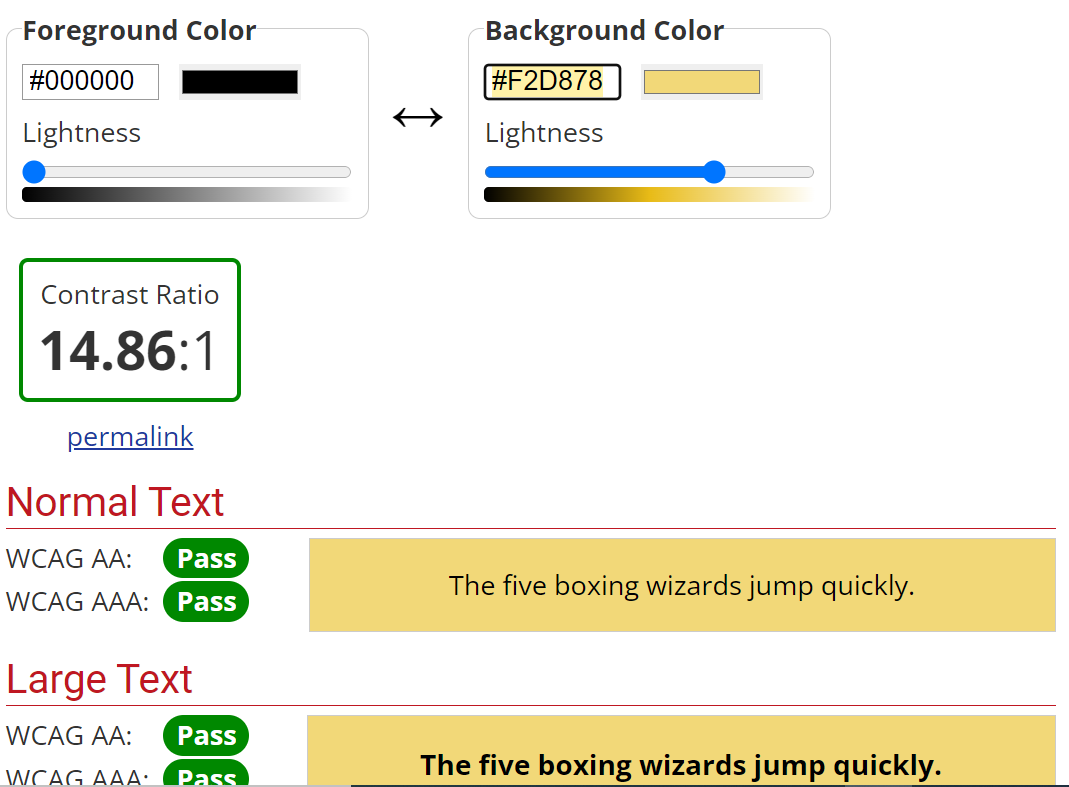 Foreground Color
Background Color
#000000
#F2D878
Lightness
Lightness
Contrast Ratio
14.86:1
permalink
Normal Text
WCAG AA: Pass
WCAG AAA: Pass
The five boxing wizards jump quickly.
Large Text
WCAG AA: Pass
WCAG AAA: Pass
The five boxing wizards jump quickly.